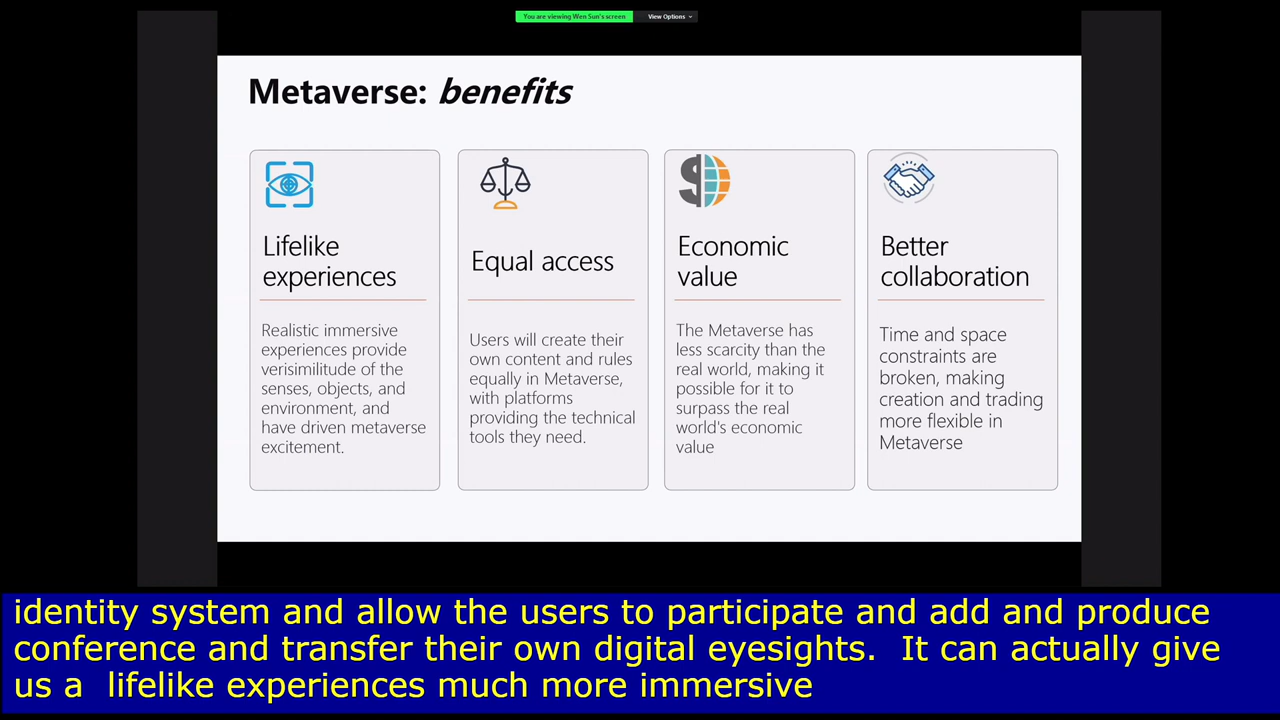 You are viewing Wen Sun's screen
View Options
Metaverse: benefits
Lifelike
experiences
Realistic immersive
experiences provide
verisimilitude of the
senses, objects, and
environment, and
have driven metaverse
excitement.
Equal access
Users will create their
own content and rules
equally in Metaverse,
with platforms
providing the technical
tools they need.
Economic
value
The Metaverse has
less scarcity than the
real world, making it
possible for it to
surpass the real
world's economic
value
Better
collaboration
Time and space
constraints are
broken, making
creation and trading
more flexible in
Metaverse
identity system and allow the users to participate and add and produce
conference and transfer their own digital eyesights.  It can actually give
us a  lifelike experiences much more immersive